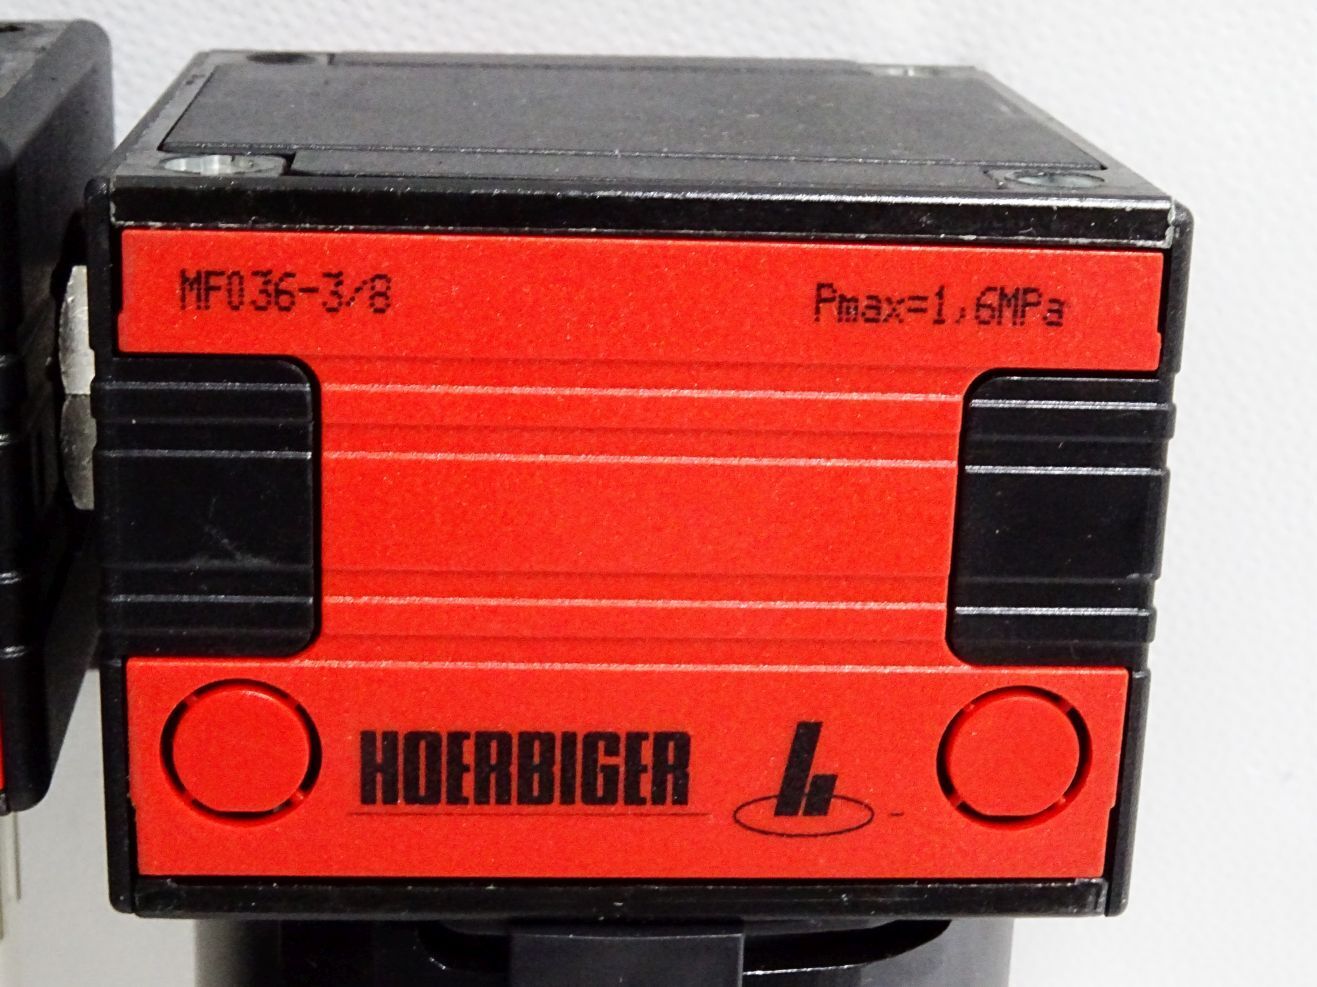 MF036-3/8
Pmax=1,6MPa
HOERBIGER